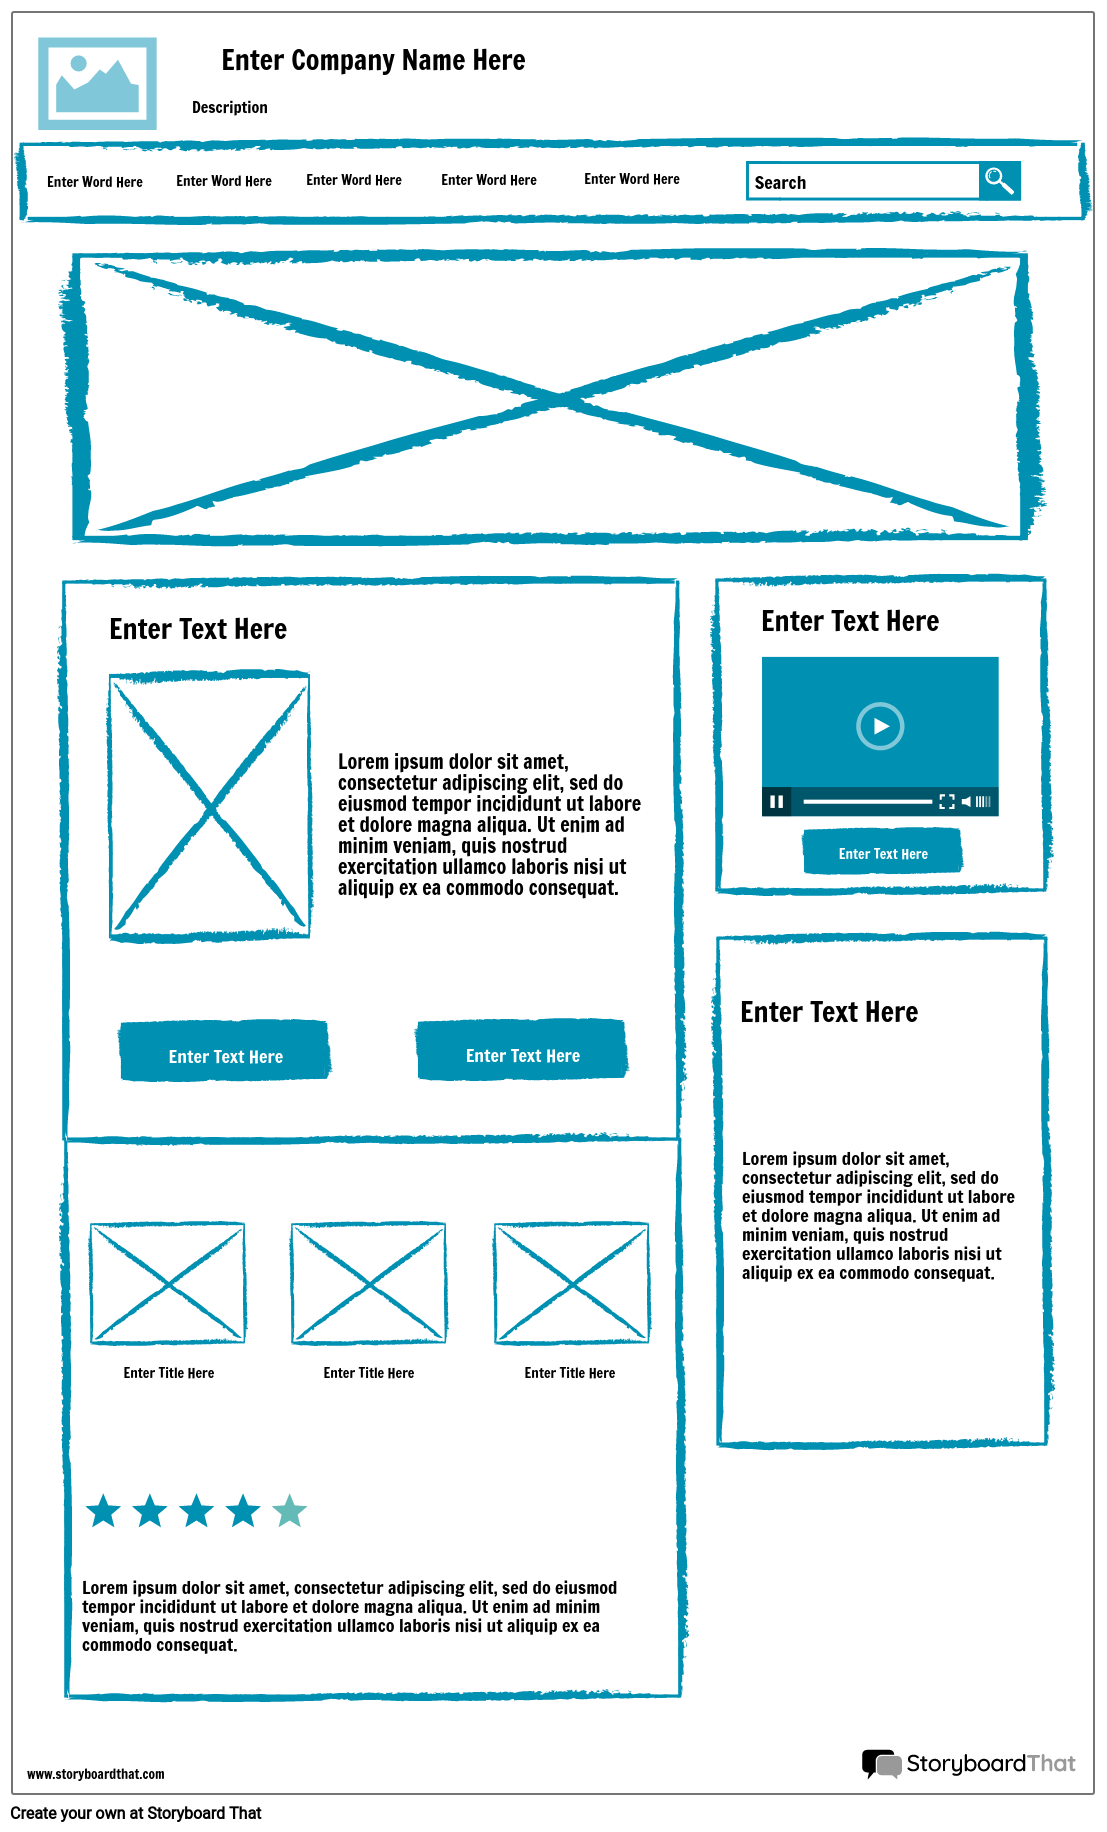 Enter Company Name Here
Description
Enter Word Here
Enter Word Here
Enter Word Here
Enter Word Here
Enter Word Here
Search
Enter Text Here
Lorem ipsum dolor sit amet,
consectetur adipiscing elit, sed do
eiusmod tempor incididunt ut labore
et dolore magna aliqua. Ut enim ad
minim veniam, quis nostrud
exercitation ullamco laboris nisi ut
aliquip ex ea commodo consequat.
Enter Text Here
Enter Text Here
Enter Text Here
Enter Text Here
Enter Text Here
Lorem ipsum dolor sit amet,
consectetur adipiscing elit, sed do
eiusmod tempor incididunt ut labore
et dolore magna aliqua. Ut enim ad
minim veniam, quis nostrud
exercitation ullamco laboris nisi ut
aliquip ex ea commodo consequat.
Enter Title Here
Enter Title Here
Enter Title Here
Lorem ipsum dolor sit amet, consectetur adipiscing elit, sed do eiusmod
tempor incididunt ut labore et dolore magna aliqua. Ut enim ad minim
veniam, quis nostrud exercitation ullamco laboris nisi ut aliquip ex ea
commodo consequat.
www.storyboardthat.com
StoryboardThat
Create your own at Storyboard That